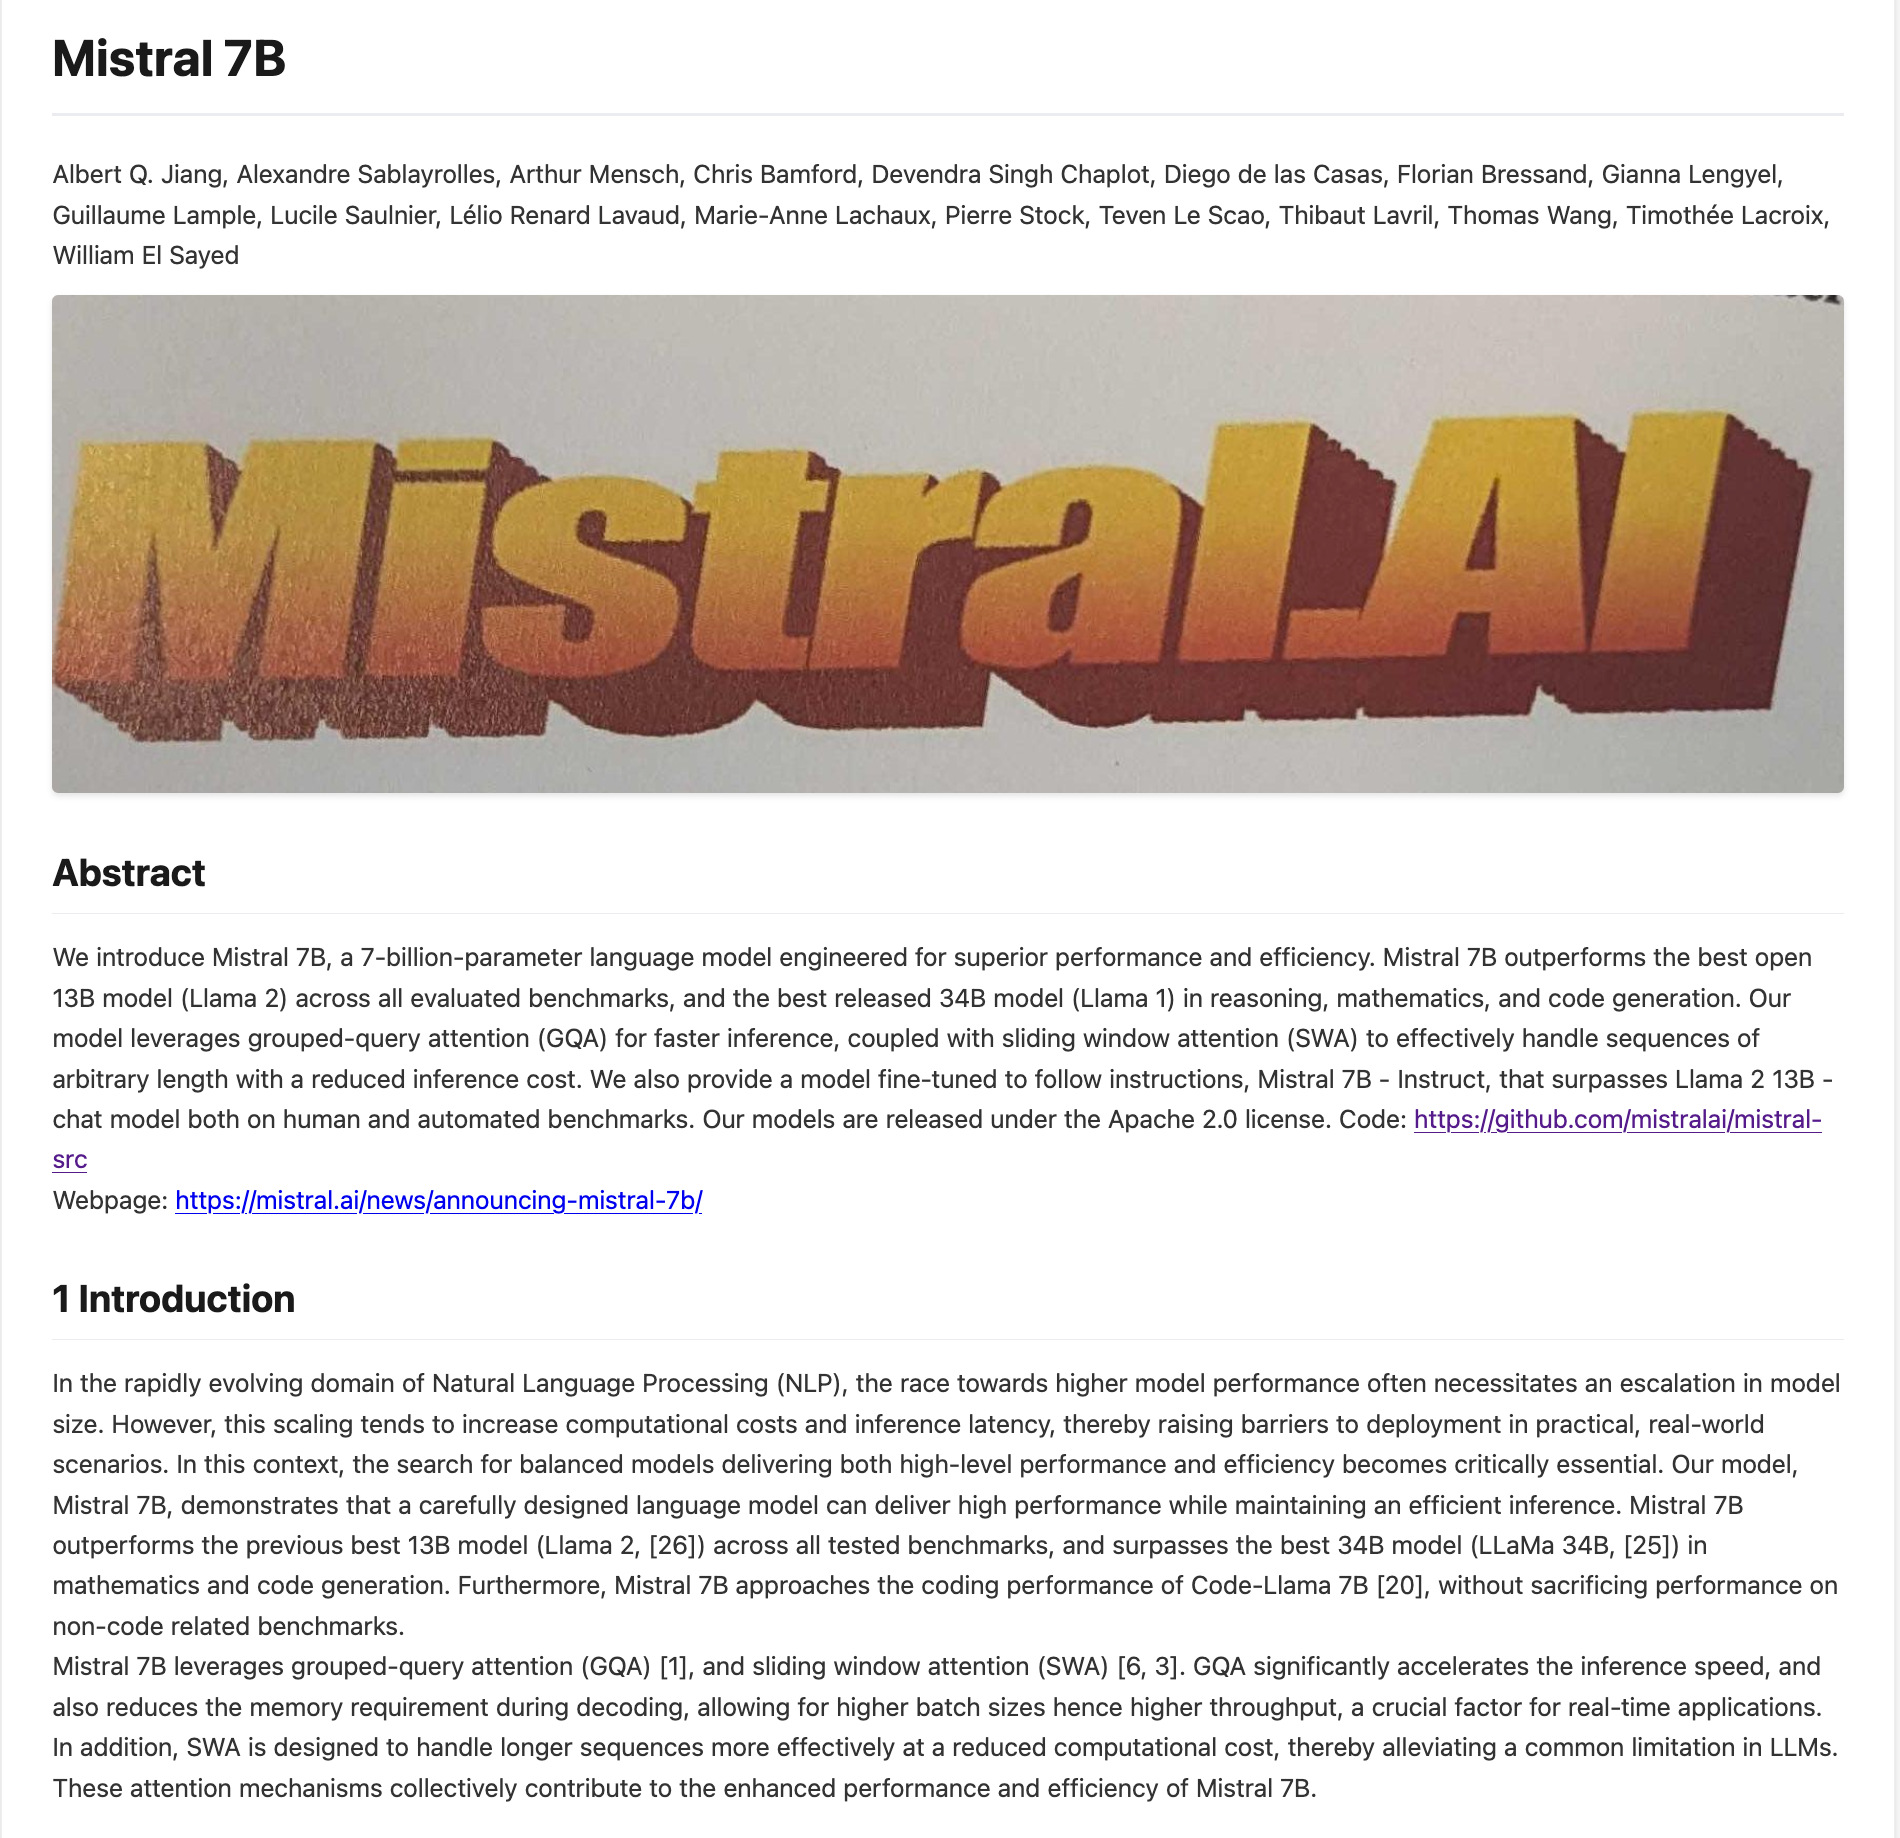 Mistral 7B
Albert Q. Jiang, Alexandre Sablayrolles, Arthur Mensch, Chris Bamford, Devendra Singh Chaplot, Diego de las Casas, Florian Bressand, Gianna Lengyel,
Guillaume Lample, Lucile Saulnier, Lélio Renard Lavaud, Marie-Anne Lachaux, Pierre Stock, Teven Le Scao, Thibaut Lavril, Thomas Wang, Timothée Lacroix,
William El Sayed
Mistral.AI
Abstract
We introduce Mistral 7B, a 7-billion-parameter language model engineered for superior performance and efficiency. Mistral 7B outperforms the best open
13B model (Llama 2) across all evaluated benchmarks, and the best released 34B model (Llama 1) in reasoning, mathematics, and code generation. Our
model leverages grouped-query attention (GQA) for faster inference, coupled with sliding window attention (SWA) to effectively handle sequences of
arbitrary length with a reduced inference cost. We also provide a model fine-tuned to follow instructions, Mistral 7B - Instruct, that surpasses Llama 2 13B -
chat model both on human and automated benchmarks. Our models are released under the Apache 2.0 license. Code: https://github.com/mistralai/mistral-
src
Webpage: https://mistral.ai/news/announcing-mistral-7b/
1 Introduction
In the rapidly evolving domain of Natural Language Processing (NLP), the race towards higher model performance often necessitates an escalation in model
size. However, this scaling tends to increase computational costs and inference latency, thereby raising barriers to deployment in practical, real-world
scenarios. In this context, the search for balanced models delivering both high-level performance and efficiency becomes critically essential. Our model,
Mistral 7B, demonstrates that a carefully designed language model can deliver high performance while maintaining an efficient inference. Mistral 7B
outperforms the previous best 13B model (Llama 2, [26]) across all tested benchmarks, and surpasses the best 34B model (LLaMa 34B, [25]) in
mathematics and code generation. Furthermore, Mistral 7B approaches the coding performance of Code-Llama 7B [20], without sacrificing performance on
non-code related benchmarks.
Mistral 7B leverages grouped-query attention (GQA) [1], and sliding window attention (SWA) [6, 3]. GQA significantly accelerates the inference speed, and
also reduces the memory requirement during decoding, allowing for higher batch sizes hence higher throughput, a crucial factor for real-time applications.
In addition, SWA is designed to handle longer sequences more effectively at a reduced computational cost, thereby alleviating a common limitation in LLMs.
These attention mechanisms collectively contribute to the enhanced performance and efficiency of Mistral 7B.